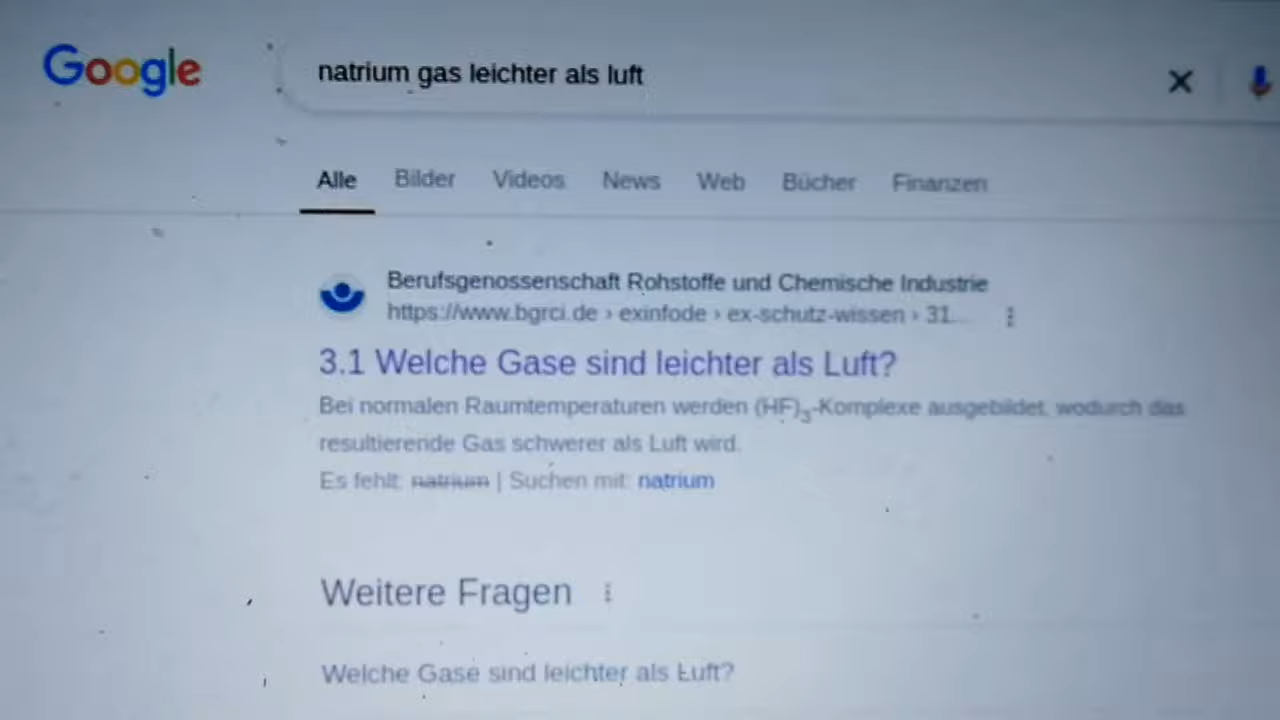 Google
natrium gas leichter als luft
Alle Bilder Videos News Web Bücher Finanzen
Berufsgenossenschaft Rohstoffe und Chemische Industrie
https://www.bgrci.de › exinfode › ex-schutz-wissen › 31...
3.1 Welche Gase sind leichter als Luft?
Bei normalen Raumtemperaturen werden (HF)₃-Komplexe ausgebildet, wodurch das
resultierende Gas schwerer als Luft wird.
Es fehlt: natrium | Suchen mit: natrium
Weitere Fragen
Welche Gase sind leichter als Luft?